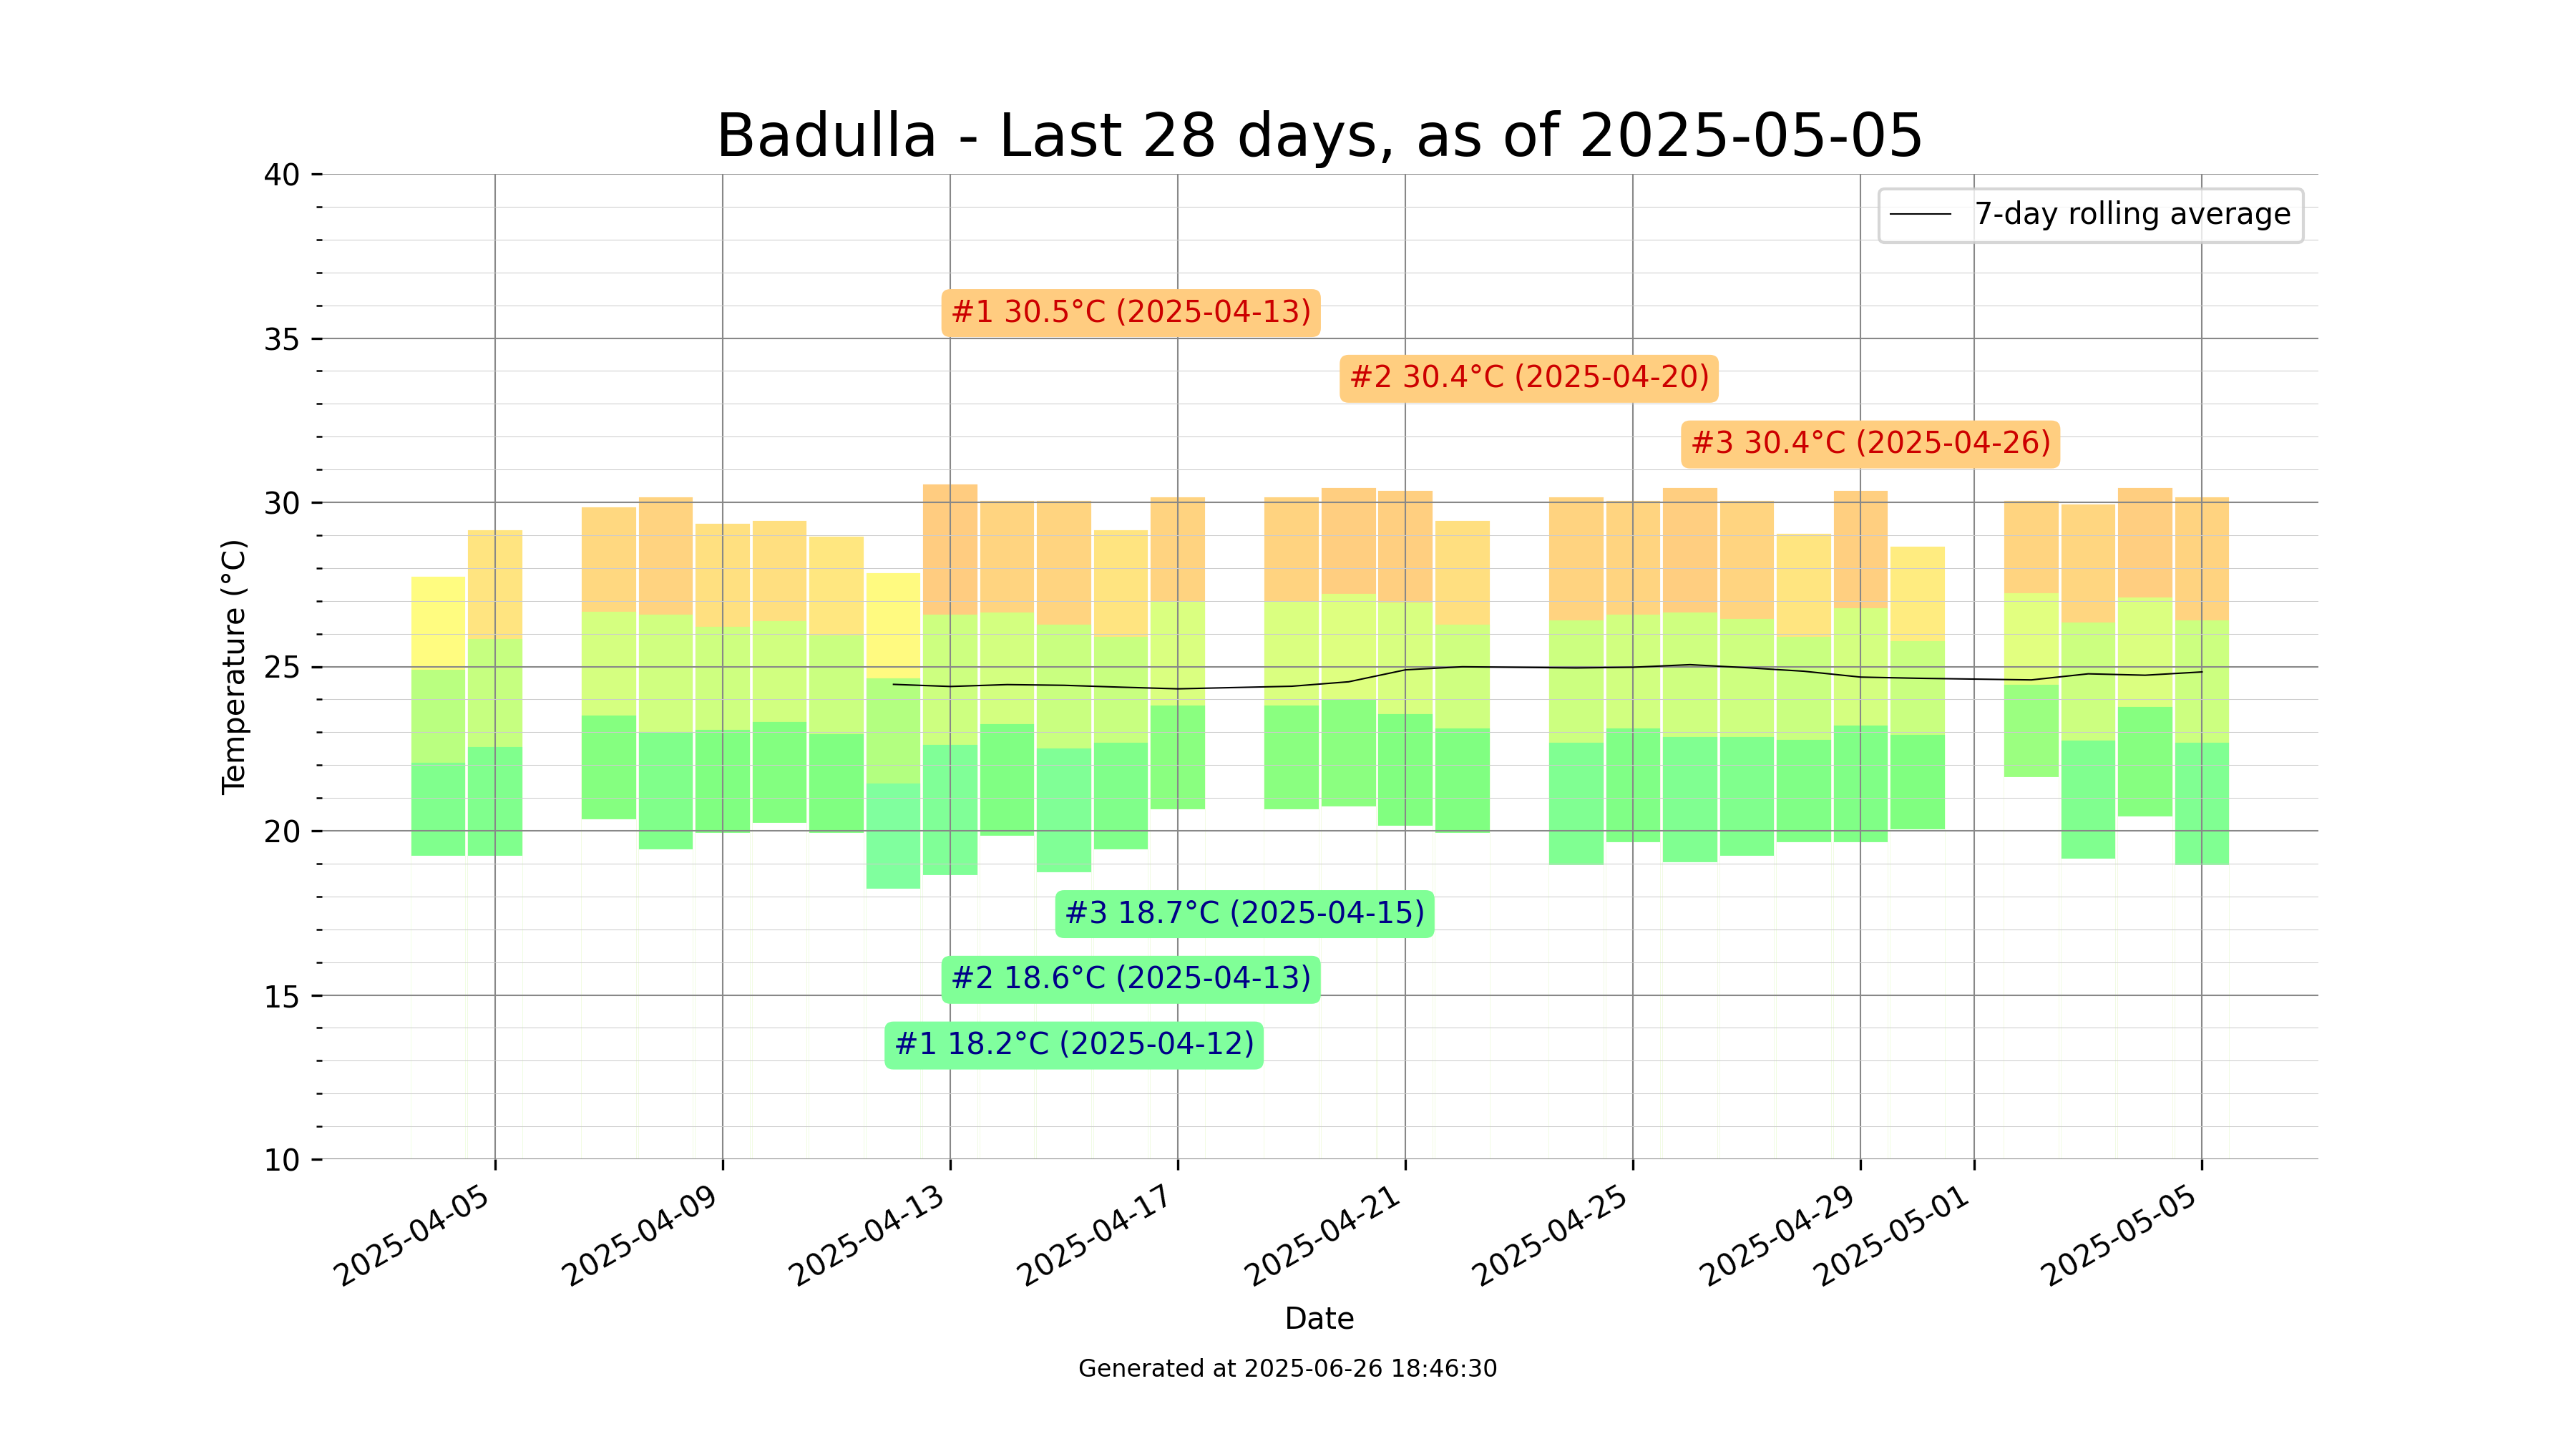 Badulla - Last 28 days, as of 2025-05-05
40
35
30
25
20
15
10
Temperature (°C)
7-day rolling average
#1 30.5°C (2025-04-13)
#2 30.4°C (2025-04-20)
#3 30.4°C (2025-04-26)
#3 18.7°C (2025-04-15)
#2 18.6°C (2025-04-13)
#1 18.2°C (2025-04-12)
2025-04-05
2025-04-09
2025-04-13
2025-04-17
2025-04-21
2025-04-25
2025-04-29
2025-05-01
2025-05-05
Date
Generated at 2025-06-26 18:46:30